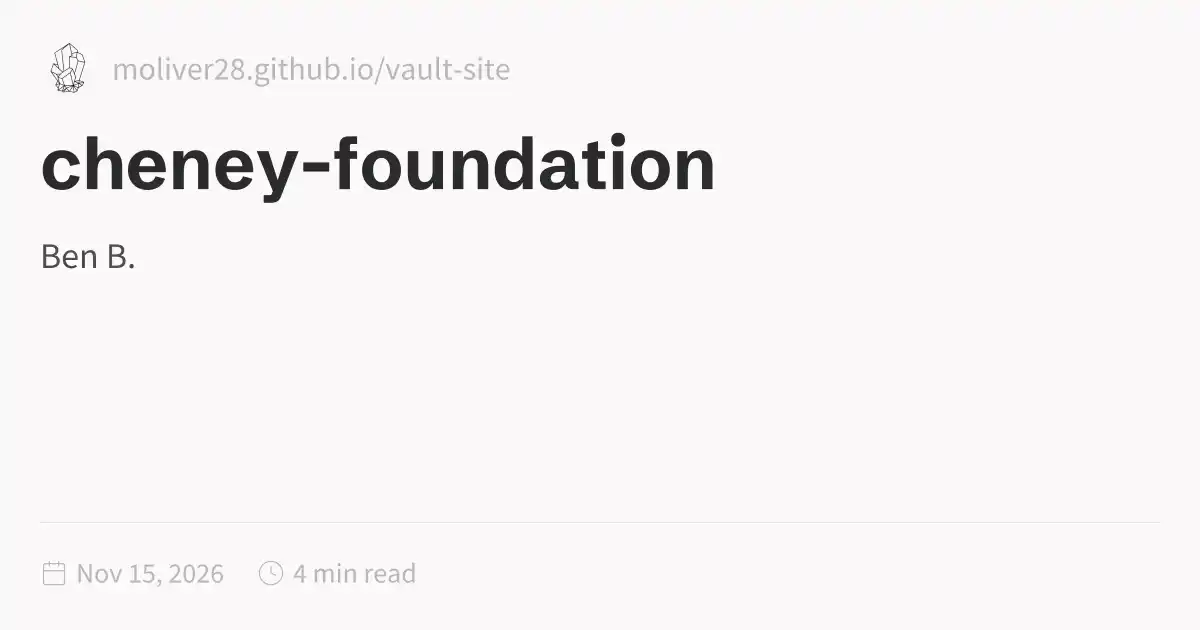 moliver28.github.io/vault-site
cheney-foundation
Ben B.
Nov 15, 2026 4 min read